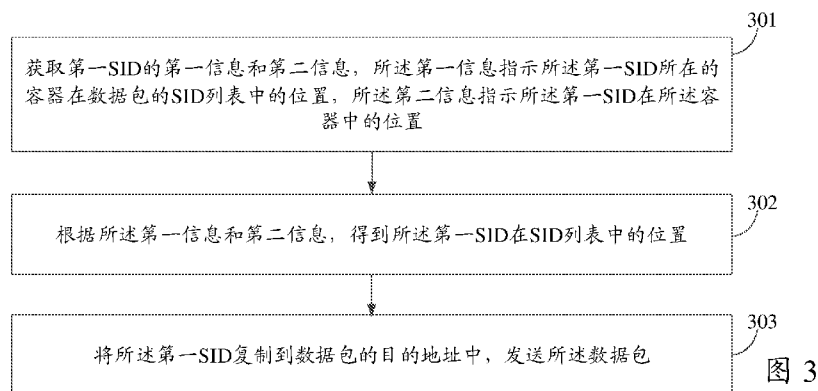 301
获取第一SID的第一信息和第二信息，所述第一信息指示所述第一SID所在的
容器在数据包的SID列表中的位置，所述第二信息指示所述第一SID在所述容
器中的位置
302
根据所述第一信息和第二信息，得到所述第一SID在SID列表中的位置
303
将所述第一SID复制到数据包的目的地址中，发送所述数据包
图 3